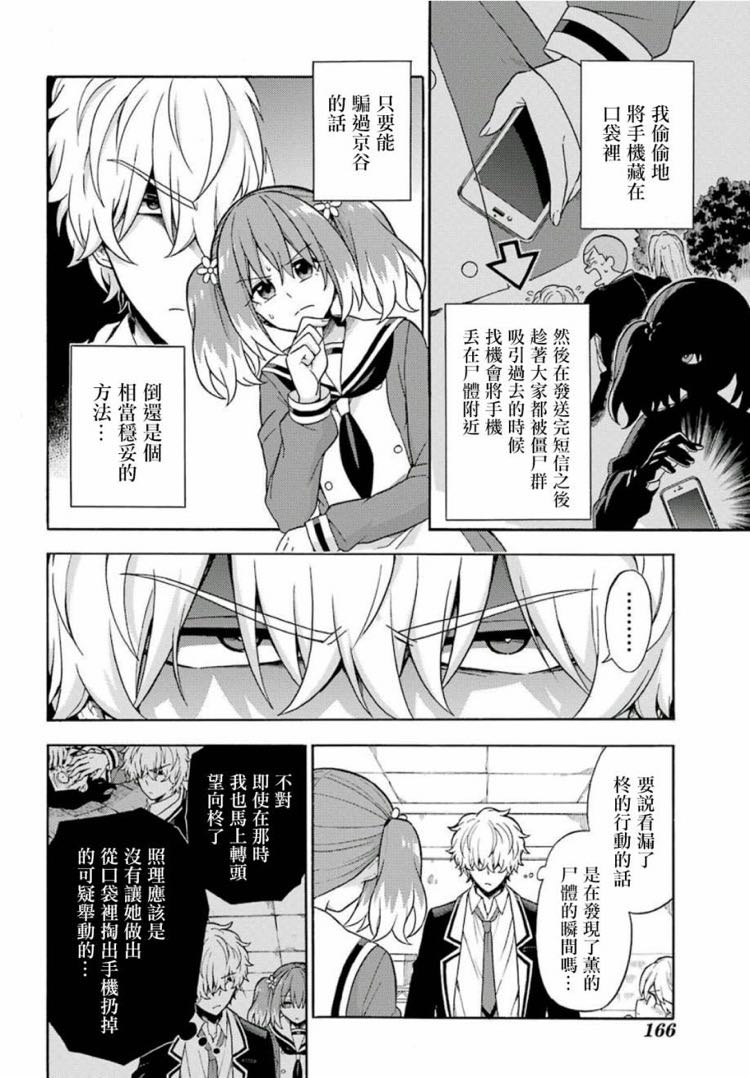 我偷偷地
將手機藏在
口袋裡
然後在發送完短信之後
趁著大家都被僵尸群
吸引過去的時候
找機會將手機
丟在尸體附近
只要能
騙過京谷
的話
倒還是個
相當穩妥的
方法…
………
要說看漏了
柊的行動的話
是在發現了薰的
尸體的瞬間嗎…
不對
即使在那時
我也馬上轉頭
望向柊了
照理應該是
沒有讓她做出
從口袋裡掏出手機扔掉
的可疑舉動的…
166